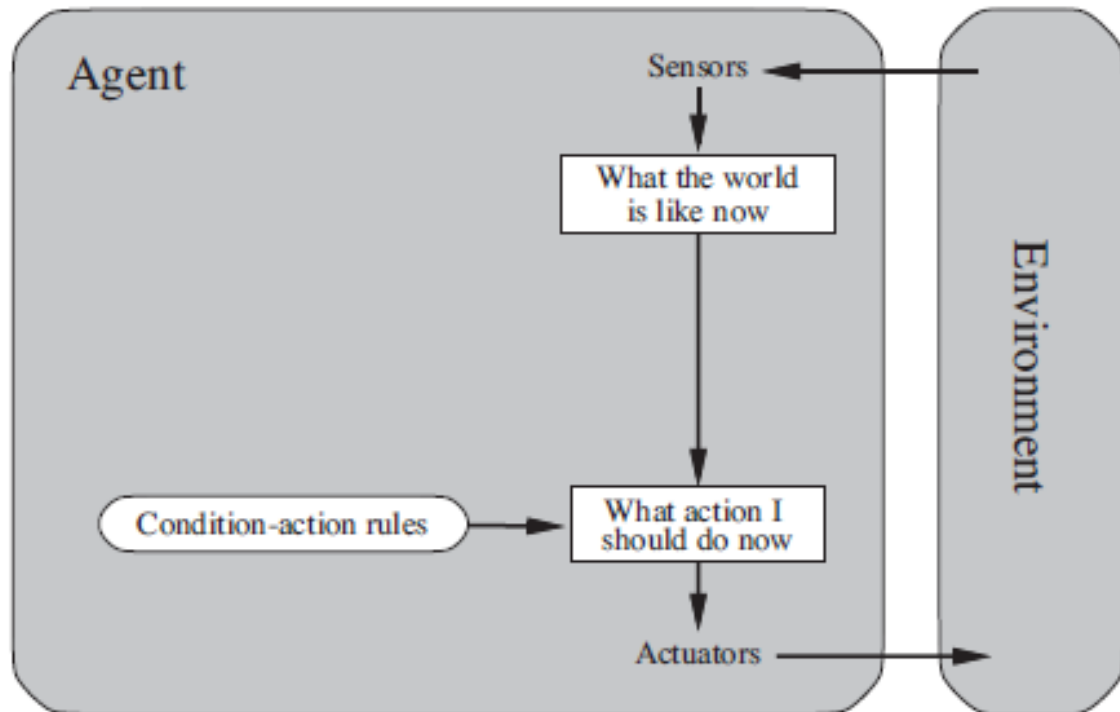 Agent
Sensors
What the world
is like now
Environment
Condition-action rules
What action I
should do now
Actuators